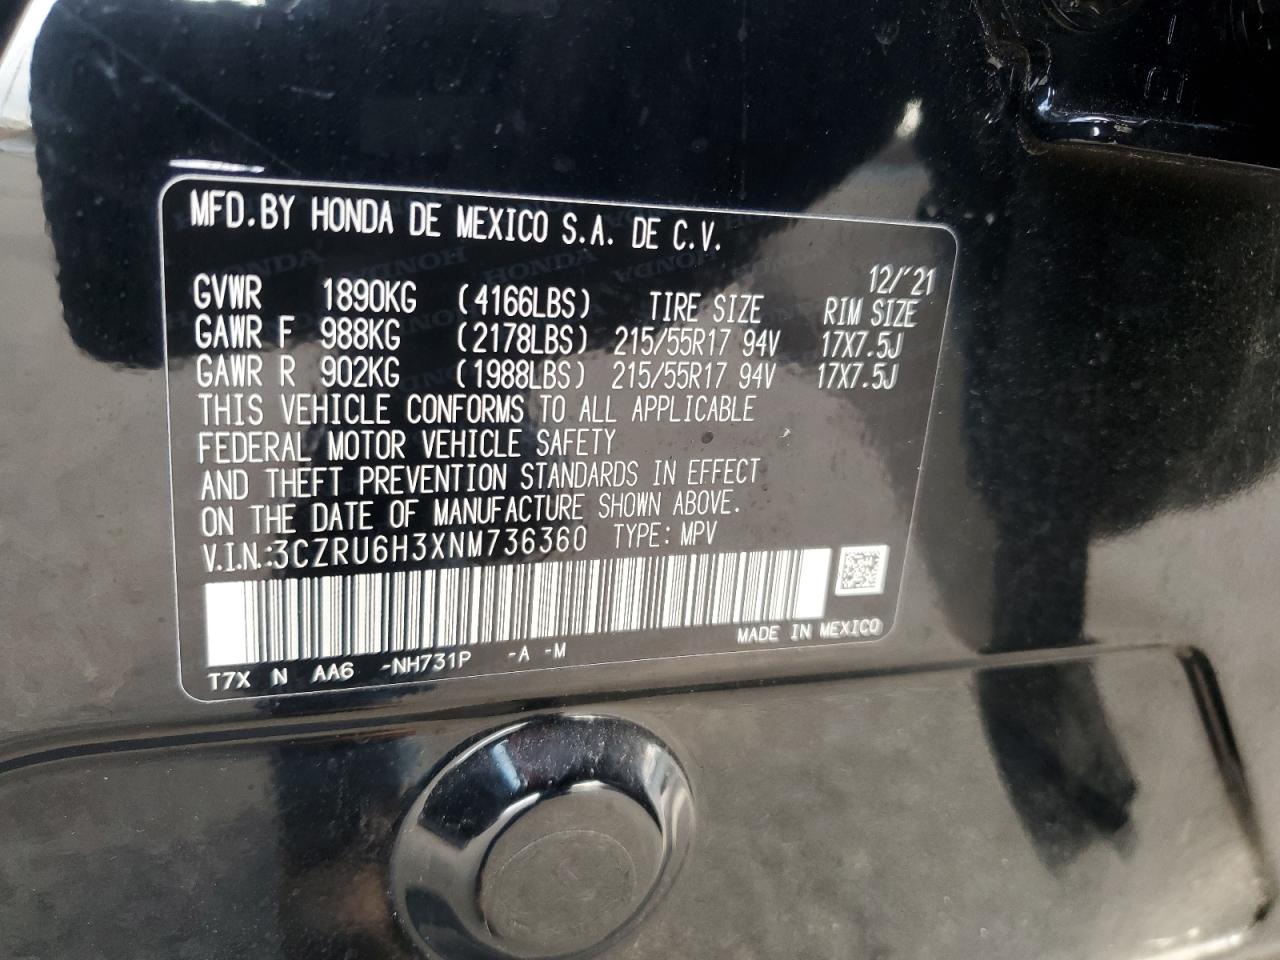 MFD.BY HONDA DE MEXICO S.A. DE C.V.
12/'21
GVWR 1890KG (4166LBS) TIRE SIZE RIM SIZE
GAWR F 988KG (2178LBS) 215/55R17 94V 17X7.5J
GAWR R 902KG (1988LBS) 215/55R17 94V 17X7.5J
THIS VEHICLE CONFORMS TO ALL APPLICABLE
FEDERAL MOTOR VEHICLE SAFETY
AND THEFT PREVENTION STANDARDS IN EFFECT
ON THE DATE OF MANUFACTURE SHOWN ABOVE.
V.I.N.:3CZRU6H3XNM736360 TYPE: MPV
MADE IN MEXICO
T7X N AA6 -NH731P -A -M